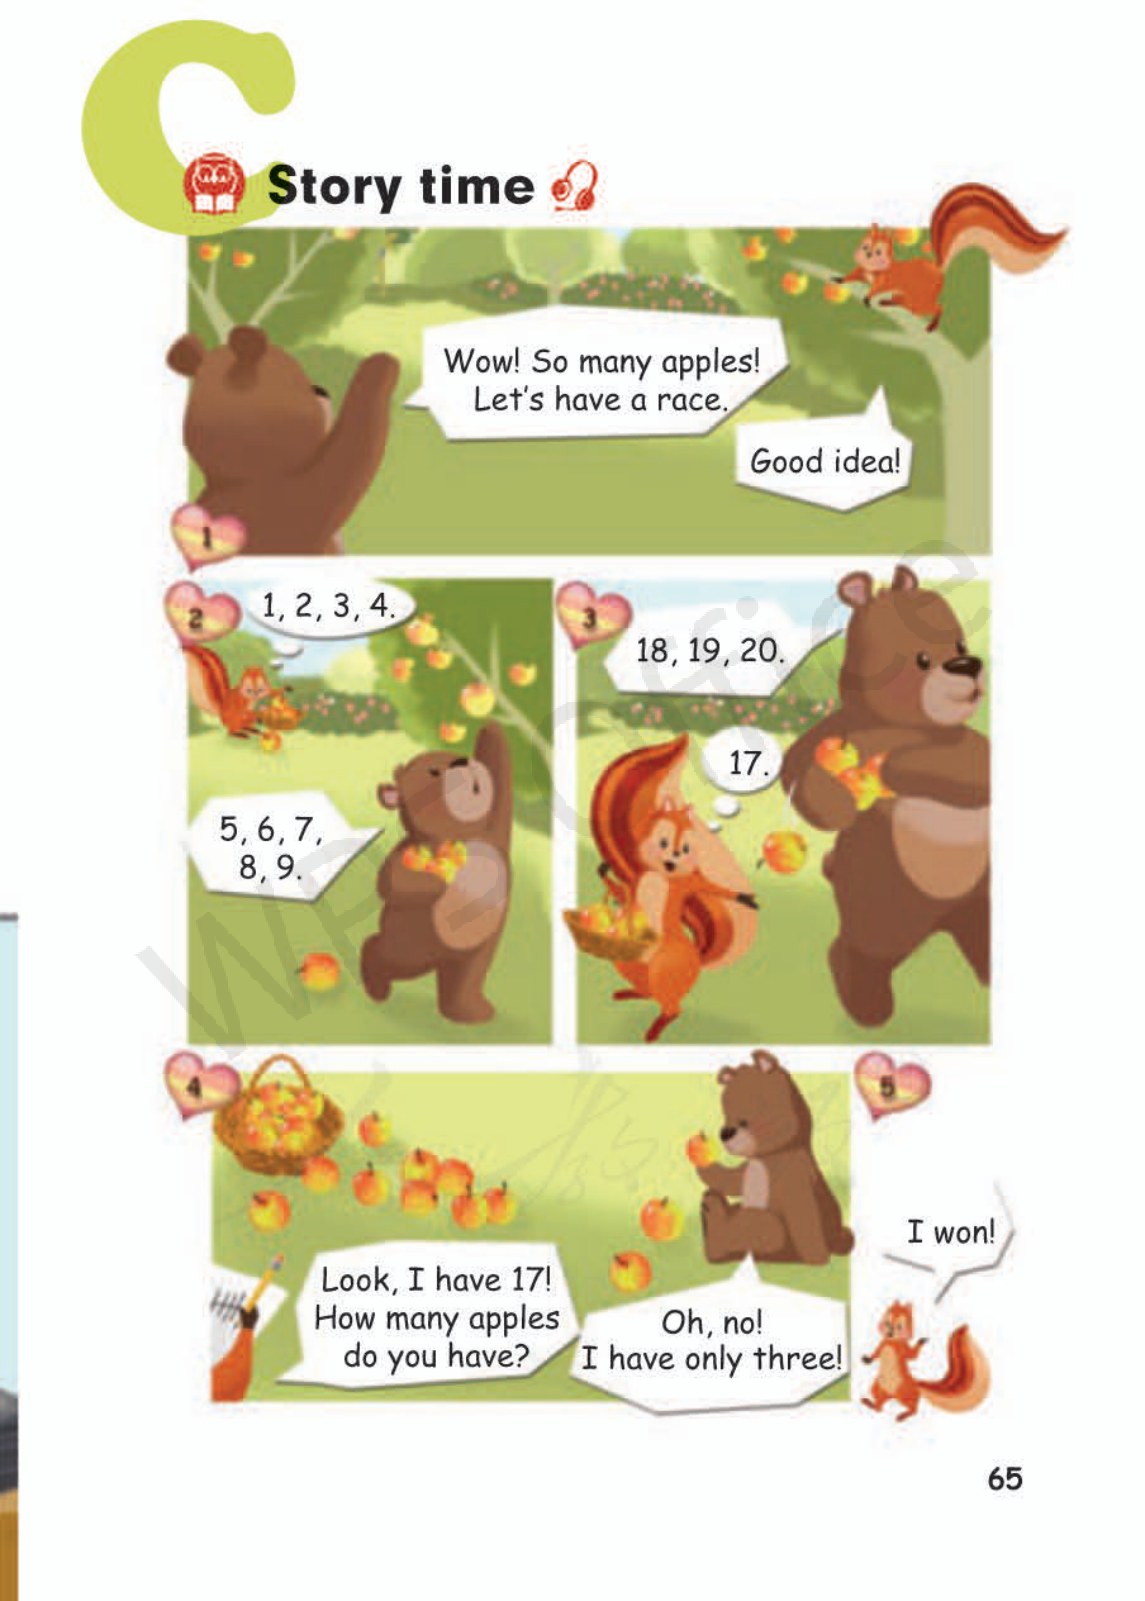 C
Story time
Wow! So many apples!
Let's have a race.
Good idea!
1
2
1, 2, 3, 4.
5, 6, 7,
8, 9.
3
18, 19, 20.
17.
4
Look, I have 17!
How many apples
do you have?
Oh, no!
I have only three!
5
I won!
65
WPS Office